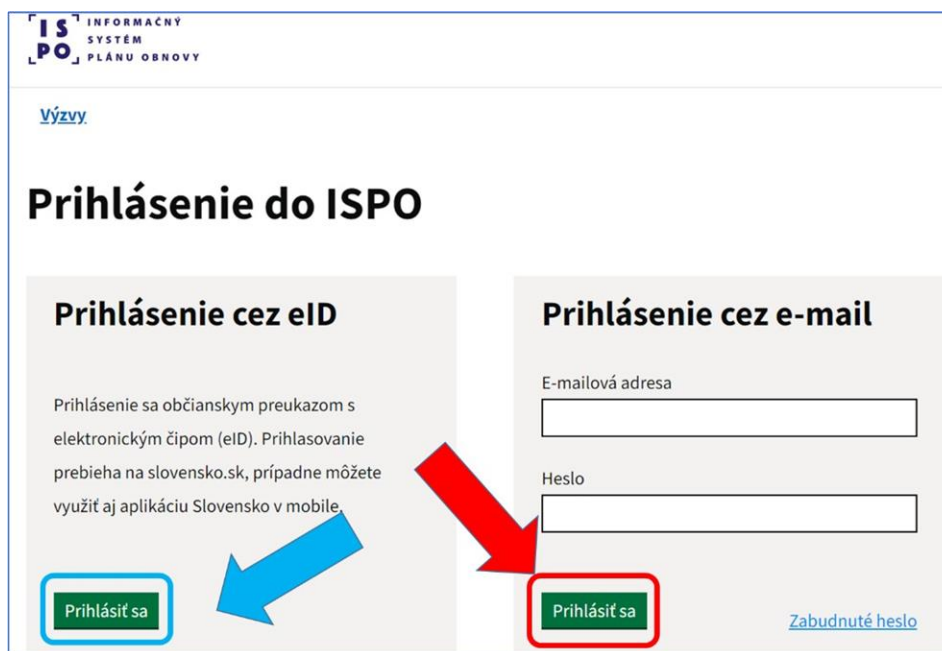 IS INFORMAČNÝ
SYSTÉM
PO PLÁNU OBNOVY
Výzvy
Prihlásenie do ISPO
Prihlásenie cez eID
Prihlásenie sa občianskym preukazom s
elektronickým čipom (eID). Prihlasovanie
prebieha na slovensko.sk, prípadne môžete
využiť aj aplikáciu Slovensko v mobile.
Prihlásiť sa
Prihlásenie cez e-mail
E-mailová adresa
Heslo
Prihlásiť sa
Zabudnuté heslo